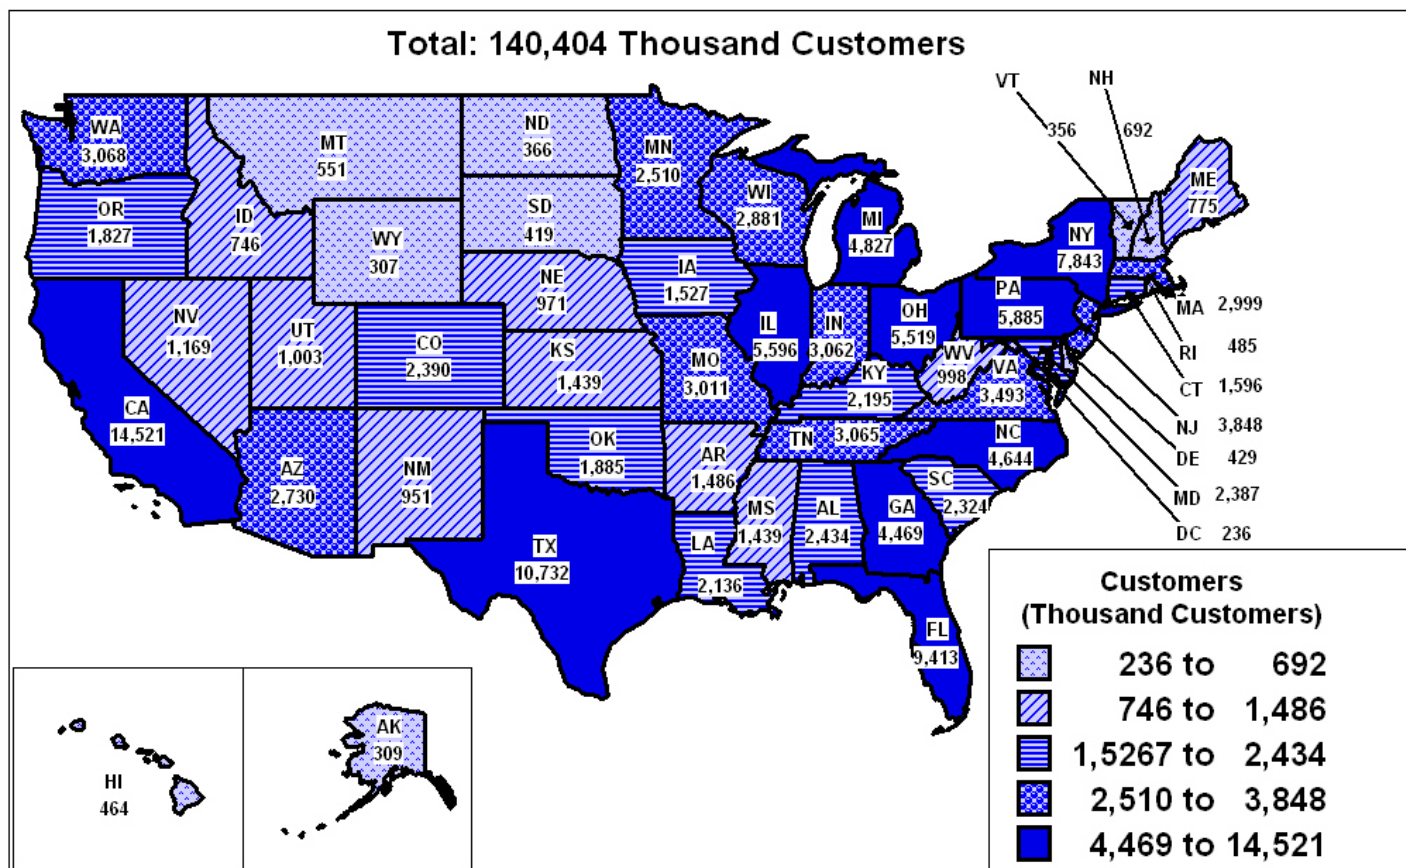 Total: 140,404 Thousand Customers
VT
NH
356
692
WA
3,068
MT
551
ND
366
MN
2,510
ME
775
OR
1,827
ID
746
WY
307
SD
419
WI
2,881
MI
4,827
NY
7,843
NV
1,169
UT
1,003
CO
2,390
NE
971
IA
1,527
IL
5,596
IN
3,062
OH
5,519
PA
5,885
MA 2,999
RI 485
CT 1,596
NJ 3,848
DE 429
MD 2,387
DC 236
KS
1,439
MO
3,011
KY
2,195
WV
998
VA
3,493
CA
14,521
AZ
2,730
NM
951
OK
1,885
AR
1,486
TN 3,065
NC
4,644
SC
2,324
MS
1,439
AL
2,434
GA
4,469
TX
10,732
LA
2,136
FL
9,413
HI
464
AK
309
Customers
(Thousand Customers)
236 to 692
746 to 1,486
1,5267 to 2,434
2,510 to 3,848
4,469 to 14,521